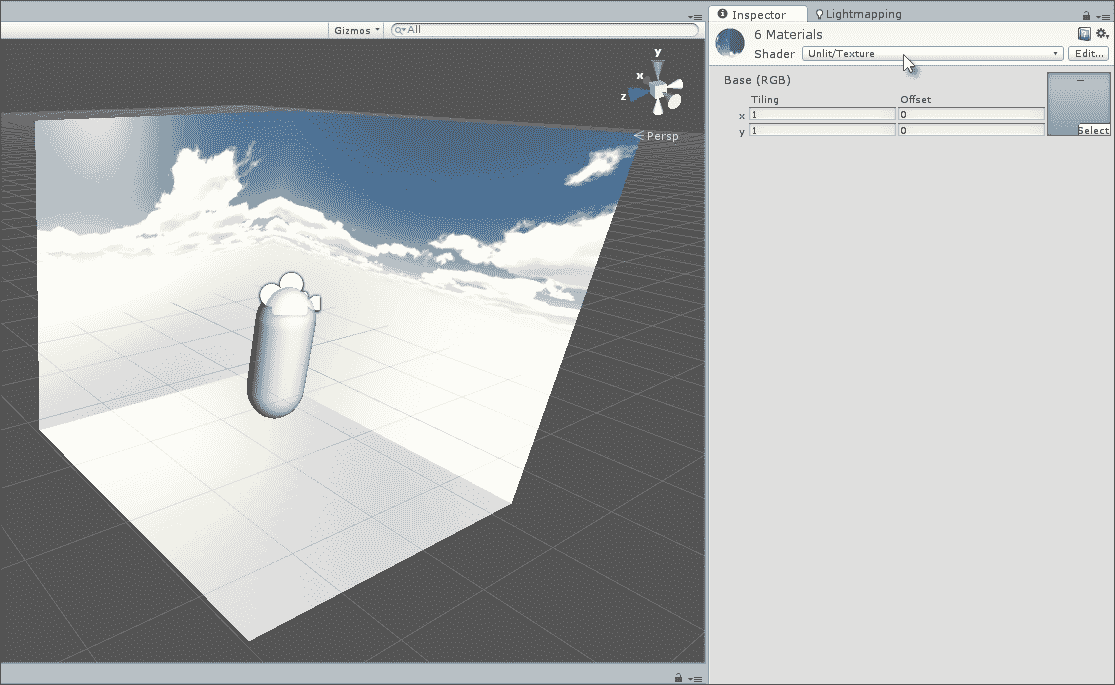 Inspector Lightmapping
Gizmos All
6 Materials
Shader Unlit/Texture Edit...
y
x
z
Persp
Base (RGB)
Tiling Offset
x 1 0
y 1 0
Select